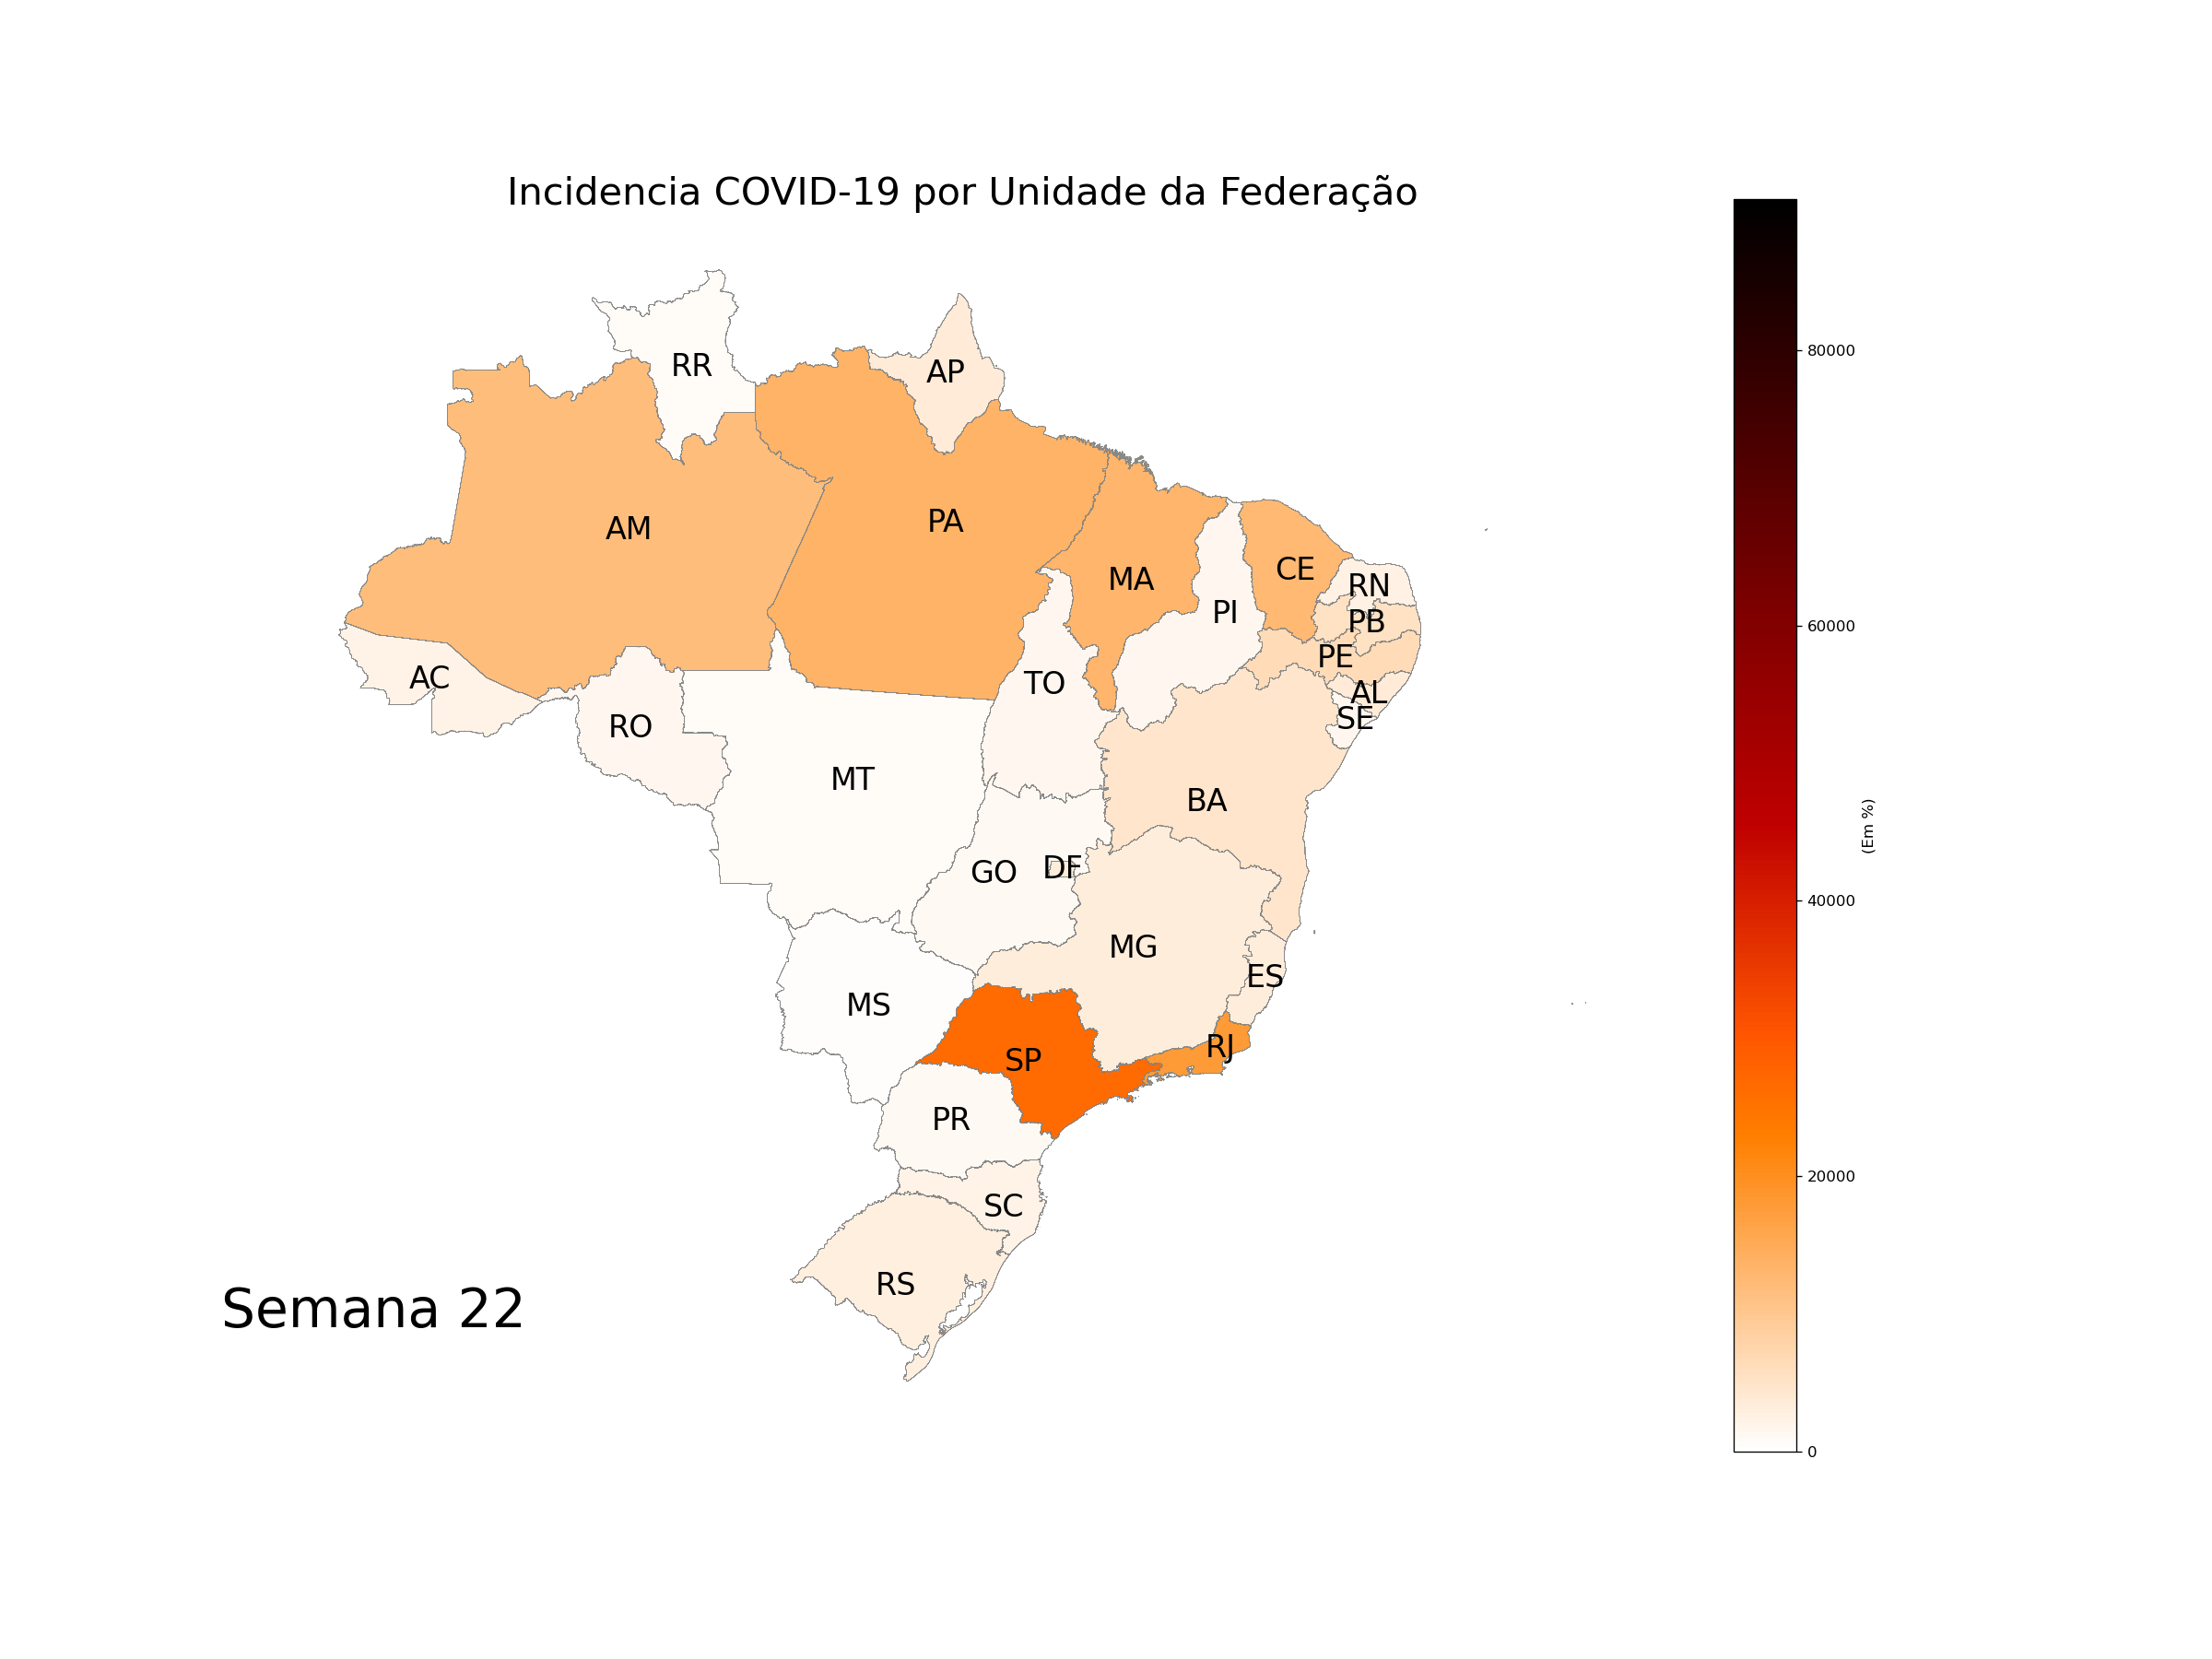 Incidencia COVID-19 por Unidade da Federação
RR
AP
AM
PA
MA
CE
RN
PI
PB
PE
AC
TO
AL
SE
RO
MT
BA
GO
DF
MG
ES
MS
RJ
SP
PR
SC
RS
Semana 22
80000
60000
40000
20000
0
(Em %)